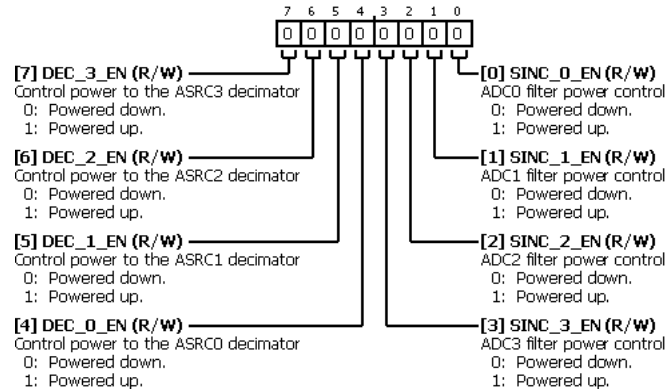 7 6 5 4 3 2 1 0
0 0 0 0 0 0 0 0
[7] DEC_3_EN (R/W)
Control power to the ASRC3 decimator
0: Powered down.
1: Powered up.
[6] DEC_2_EN (R/W)
Control power to the ASRC2 decimator
0: Powered down.
1: Powered up.
[5] DEC_1_EN (R/W)
Control power to the ASRC1 decimator
0: Powered down.
1: Powered up.
[4] DEC_0_EN (R/W)
Control power to the ASRC0 decimator
0: Powered down.
1: Powered up.
[0] SINC_0_EN (R/W)
ADC0 filter power control
0: Powered down.
1: Powered up.
[1] SINC_1_EN (R/W)
ADC1 filter power control
0: Powered down.
1: Powered up.
[2] SINC_2_EN (R/W)
ADC2 filter power control
0: Powered down.
1: Powered up.
[3] SINC_3_EN (R/W)
ADC3 filter power control
0: Powered down.
1: Powered up.